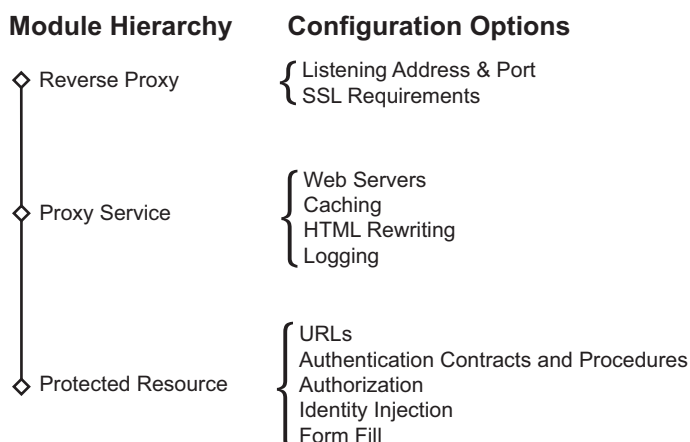 Module Hierarchy Configuration Options
Reverse Proxy
Listening Address & Port
SSL Requirements
Proxy Service
Web Servers
Caching
HTML Rewriting
Logging
Protected Resource
URLs
Authentication Contracts and Procedures
Authorization
Identity Injection
Form Fill